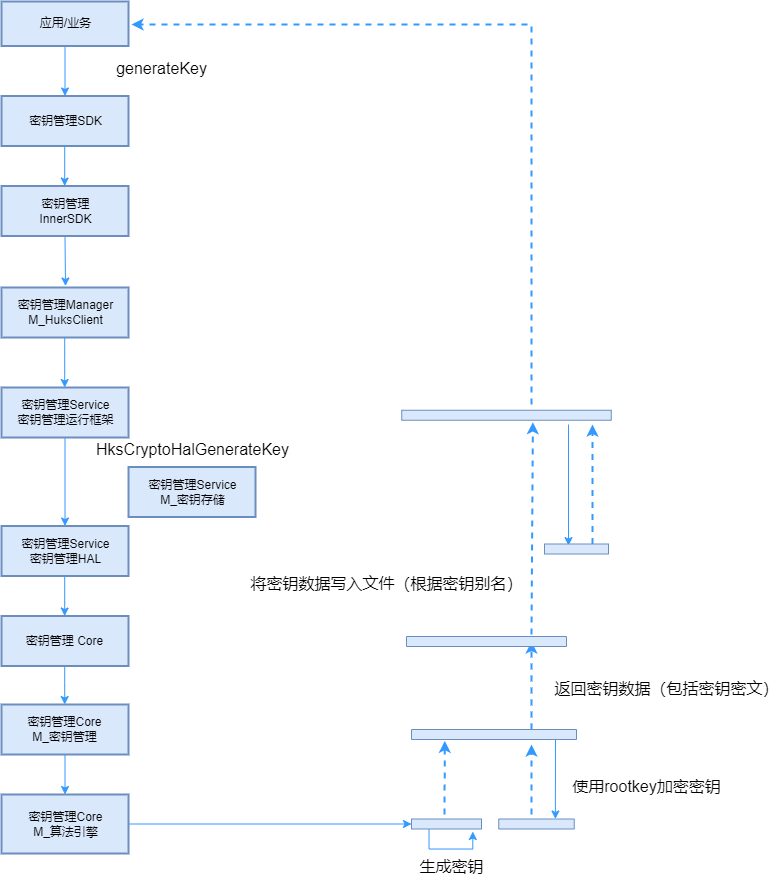 应用/业务
generateKey
密钥管理SDK
密钥管理
InnerSDK
密钥管理Manager
M_HuksClient
密钥管理Service
密钥管理运行框架
HksCryptoHalGenerateKey
密钥管理Service
M_密钥存储
密钥管理Service
密钥管理HAL
将密钥数据写入文件（根据密钥别名）
密钥管理 Core
返回密钥数据（包括密钥密文）
密钥管理Core
M_密钥管理
使用rootkey加密密钥
密钥管理Core
M_算法引擎
生成密钥